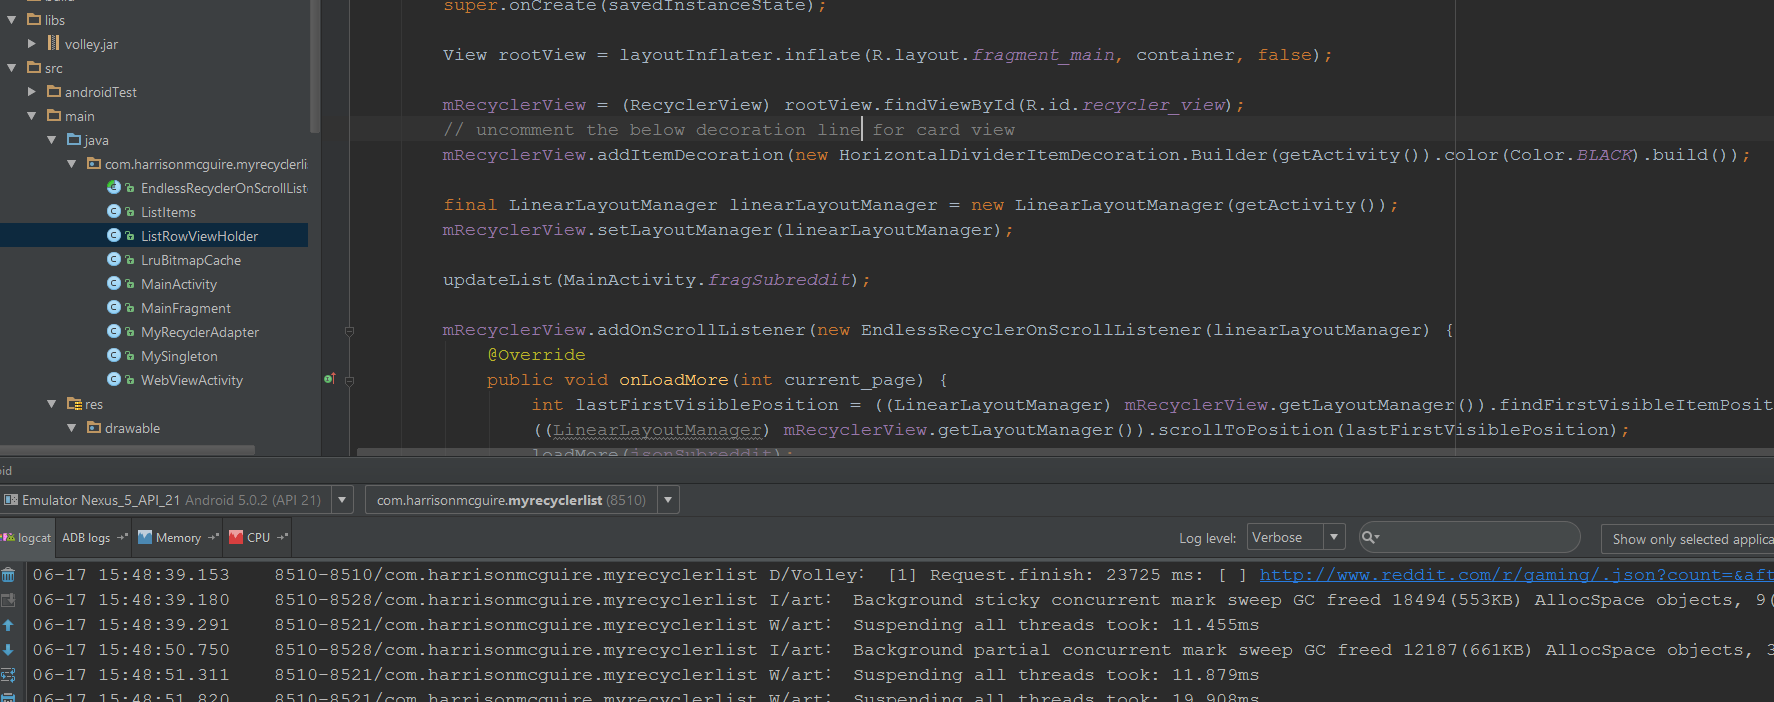 super.onCreate(savedInstanceState);
libs
volley.jar
View rootView = layoutInflater.inflate(R.layout.fragment_main, container, false);
src
androidTest
mRecyclerView = (RecyclerView) rootView.findViewById(R.id.recycler_view);
main
// uncomment the below decoration line for card view
java
mRecyclerView.addItemDecoration(new HorizontalDividerItemDecoration.Builder(getActivity()).color(Color.BLACK).build());
com.harrisonmcguire.myrecyclerli
EndlessRecyclerOnScrollListe
ListItems
final LinearLayoutManager linearLayoutManager = new LinearLayoutManager(getActivity());
ListRowViewHolder
mRecyclerView.setLayoutManager(linearLayoutManager);
LruBitmapCache
MainActivity
updateList(MainActivity.fragSubreddit);
MainFragment
MyRecyclerAdapter
mRecyclerView.addOnScrollListener(new EndlessRecyclerOnScrollListener(linearLayoutManager) {
MySingleton
@Override
WebViewActivity
public void onLoadMore(int current_page) {
res
int lastFirstVisiblePosition = ((LinearLayoutManager) mRecyclerView.getLayoutManager()).findFirstVisibleItemPosit
drawable
((LinearLayoutManager) mRecyclerView.getLayoutManager()).scrollToPosition(lastFirstVisiblePosition);
loadMore(jsonSubreddit);
oid
Emulator Nexus_5_API_21 Android 5.0.2 (API 21)
com.harrisonmcguire.myrecyclerlist (8510)
logcat
ADB logs
Memory
CPU
Log level:
Verbose
Show only selected applica
06-17 15:48:39.153 8510-8510/com.harrisonmcguire.myrecyclerlist D/Volley: [1] Request.finish: 23725 ms: [ ] http://www.reddit.com/r/gaming/.json?count=&aft
06-17 15:48:39.180 8510-8528/com.harrisonmcguire.myrecyclerlist I/art: Background sticky concurrent mark sweep GC freed 18494(553KB) AllocSpace objects, 9(
06-17 15:48:39.291 8510-8521/com.harrisonmcguire.myrecyclerlist W/art: Suspending all threads took: 11.455ms
06-17 15:48:50.750 8510-8528/com.harrisonmcguire.myrecyclerlist I/art: Background partial concurrent mark sweep GC freed 12187(661KB) AllocSpace objects, 3
06-17 15:48:51.311 8510-8521/com.harrisonmcguire.myrecyclerlist W/art: Suspending all threads took: 11.879ms
06-17 15:48:51.820 8510-8521/com.harrisonmcguire.myrecyclerlist W/art: Suspending all threads took: 19.908ms